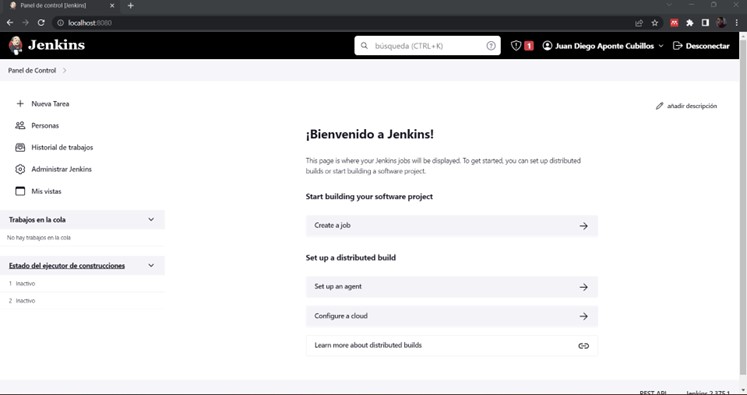 Panel de control [Jenkins]
localhost:8080
Jenkins
búsqueda (CTRL+K)
1
Juan Diego Aponte Cubillos
Desconectar
Panel de Control
Nueva Tarea
Personas
Historial de trabajos
Administrar Jenkins
Mis vistas
Trabajos en la cola
No hay trabajos en la cola
Estado del ejecutor de construcciones
1 Inactivo
2 Inactivo
añadir descripción
¡Bienvenido a Jenkins!
This page is where your Jenkins jobs will be displayed. To get started, you can set up distributed
builds or start building a software project.
Start building your software project
Create a job
Set up a distributed build
Set up an agent
Configure a cloud
Learn more about distributed builds
REST API
Jenkins 2.375.1